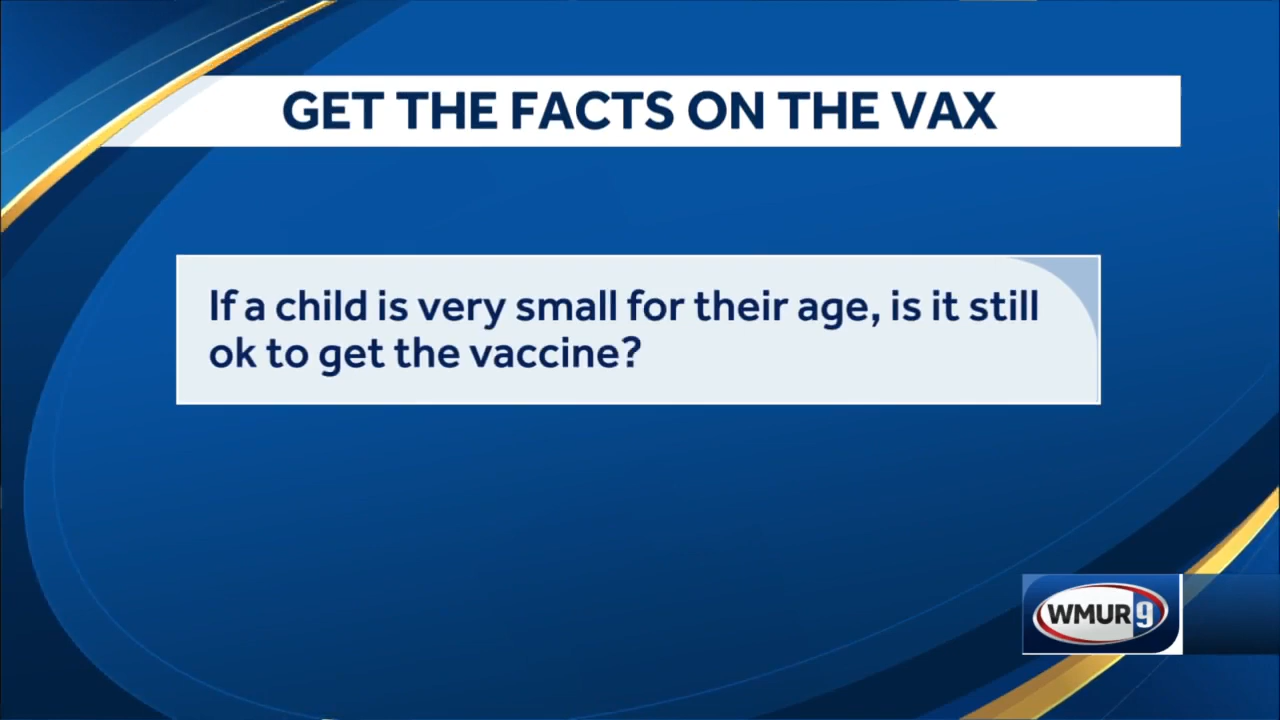 GET THE FACTS ON THE VAX
If a child is very small for their age, is it still
ok to get the vaccine?
WMUR9